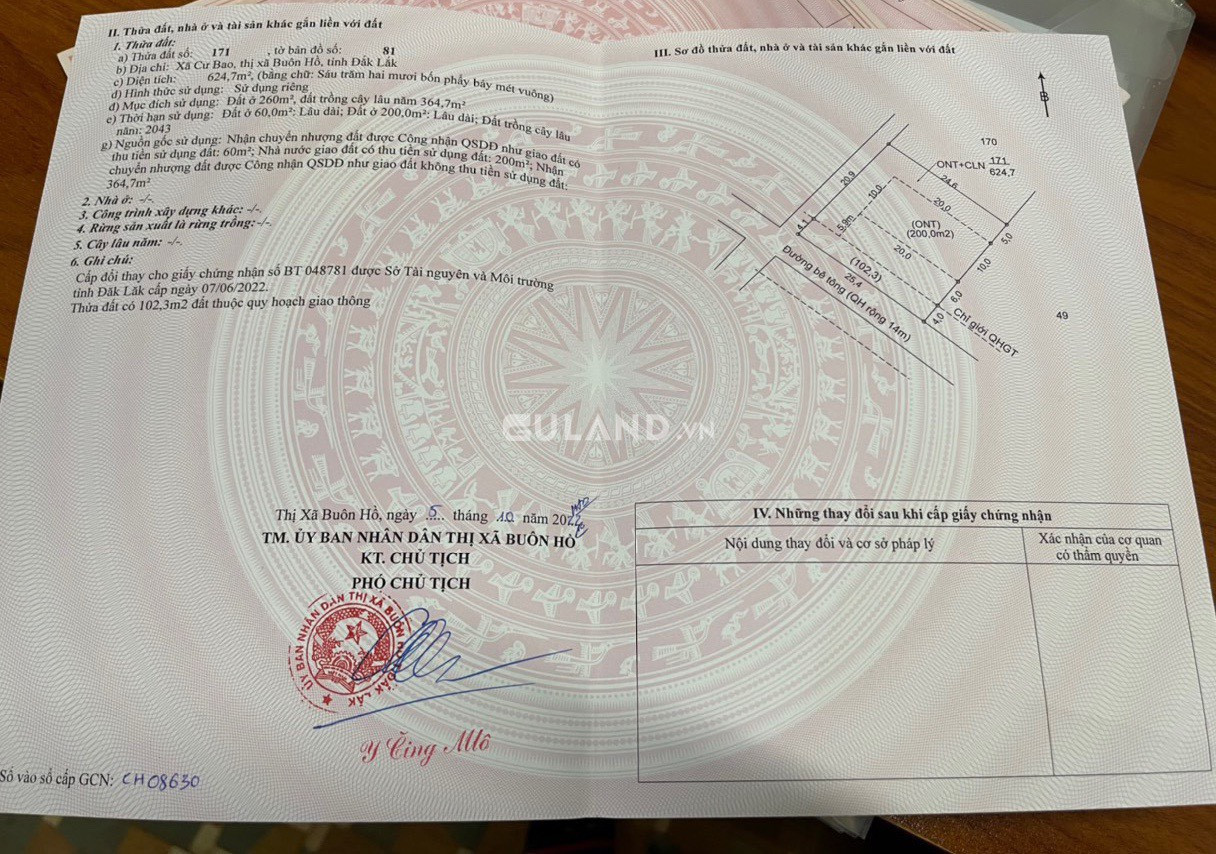 II. Thửa đất, nhà ở và tài sản khác gắn liền với đất
1. Thửa đất:
a) Thửa đất số: 171 , tờ bản đồ số: 81
b) Địa chỉ: Xã Cư Bao, thị xã Buôn Hồ, tỉnh Đắk Lắk
c) Diện tích: 624,7m², (bằng chữ: Sáu trăm hai mươi bốn phẩy bảy mét vuông)
d) Hình thức sử dụng: Sử dụng riêng
đ) Mục đích sử dụng: Đất ở 260m², đất trồng cây lâu năm 364,7m²
e) Thời hạn sử dụng: Đất ở 60,0m²: Lâu dài; Đất ở 200,0m²: Lâu dài; Đất trồng cây lâu
năm: 2043
g) Nguồn gốc sử dụng: Nhận chuyển nhượng đất được Công nhận QSDĐ như giao đất có
thu tiền sử dụng đất: 60m²; Nhà nước giao đất có thu tiền sử dụng đất: 200m²; Nhận
chuyển nhượng đất được Công nhận QSDĐ như giao đất không thu tiền sử dụng đất:
364,7m²
2. Nhà ở: -/-.
3. Công trình xây dựng khác: -/-.
4. Rừng sản xuất là rừng trồng: -/-.
5. Cây lâu năm: -/-.
6. Ghi chú:
Cấp đổi thay cho giấy chứng nhận số BT 048781 được Sở Tài nguyên và Môi trường
tỉnh Đăk Lăk cấp ngày 07/06/2022.
Thửa đất có 102,3m2 đất thuộc quy hoạch giao thông
Thị Xã Buôn Hồ, ngày 5 tháng 10 năm 2022
TM. ỦY BAN NHÂN DÂN THỊ XÃ BUÔN HỒ
KT. CHỦ TỊCH
PHÓ CHỦ TỊCH
ỦY BAN NHÂN DÂN THỊ XÃ BUÔN HỒ
ĐẮK LẮK
Y Čing Mlô
Số vào sổ cấp GCN: CH08630
III. Sơ đồ thửa đất, nhà ở và tài sản khác gắn liền với đất
B
170
ONT+CLN 171
624,7
24,6
20,9
10,0
20,0
5,0
(ONT)
(200,0m2)
5,9m
4,1
20,0
10,0
(102,3)
25,4
6,0
4,0
Đường bê tông (QH rộng 14m)
Chỉ giới QHGT
49
GULAND.VN
IV. Những thay đổi sau khi cấp giấy chứng nhận
Nội dung thay đổi và cơ sở pháp lý
Xác nhận của cơ quan
có thẩm quyền